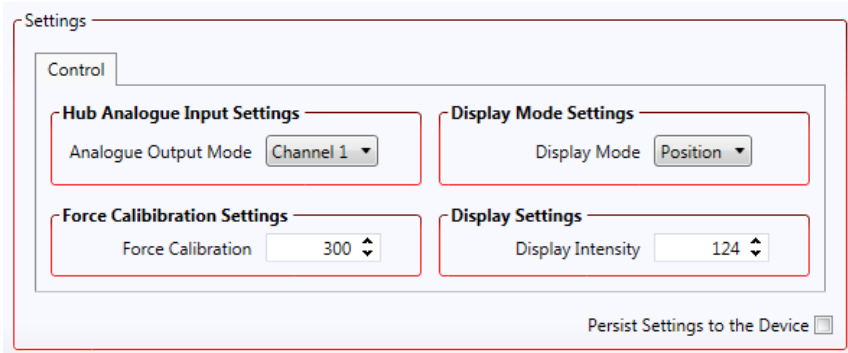 Settings
Control
Hub Analogue Input Settings
Analogue Output Mode Channel 1
Display Mode Settings
Display Mode Position
Force Calibibration Settings
Force Calibration 300
Display Settings
Display Intensity 124
Persist Settings to the Device